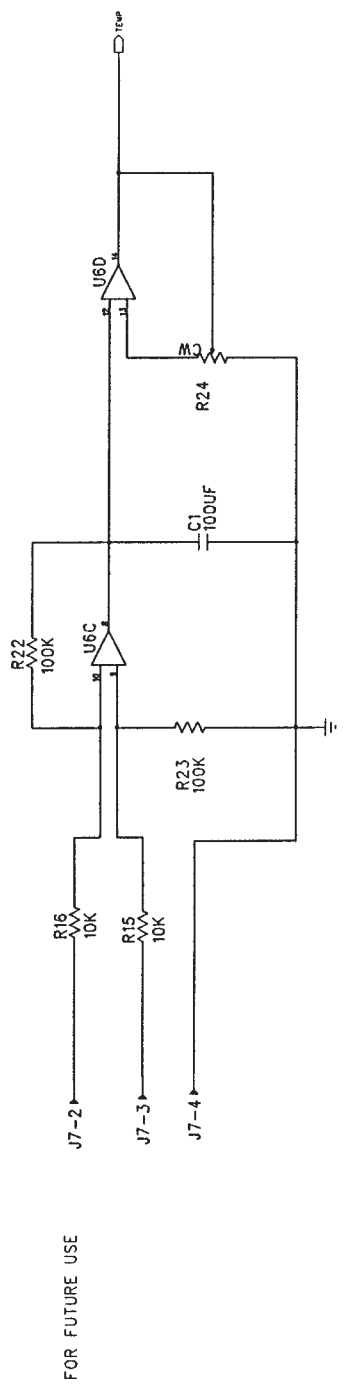 FOR FUTURE USE
J7-2
J7-3
J7-4
R16
10K
R15
10K
R22
100K
10
9
8
U6C
R23
100K
C1
100UF
U6D
12
13
14
CW
R24
TEMP